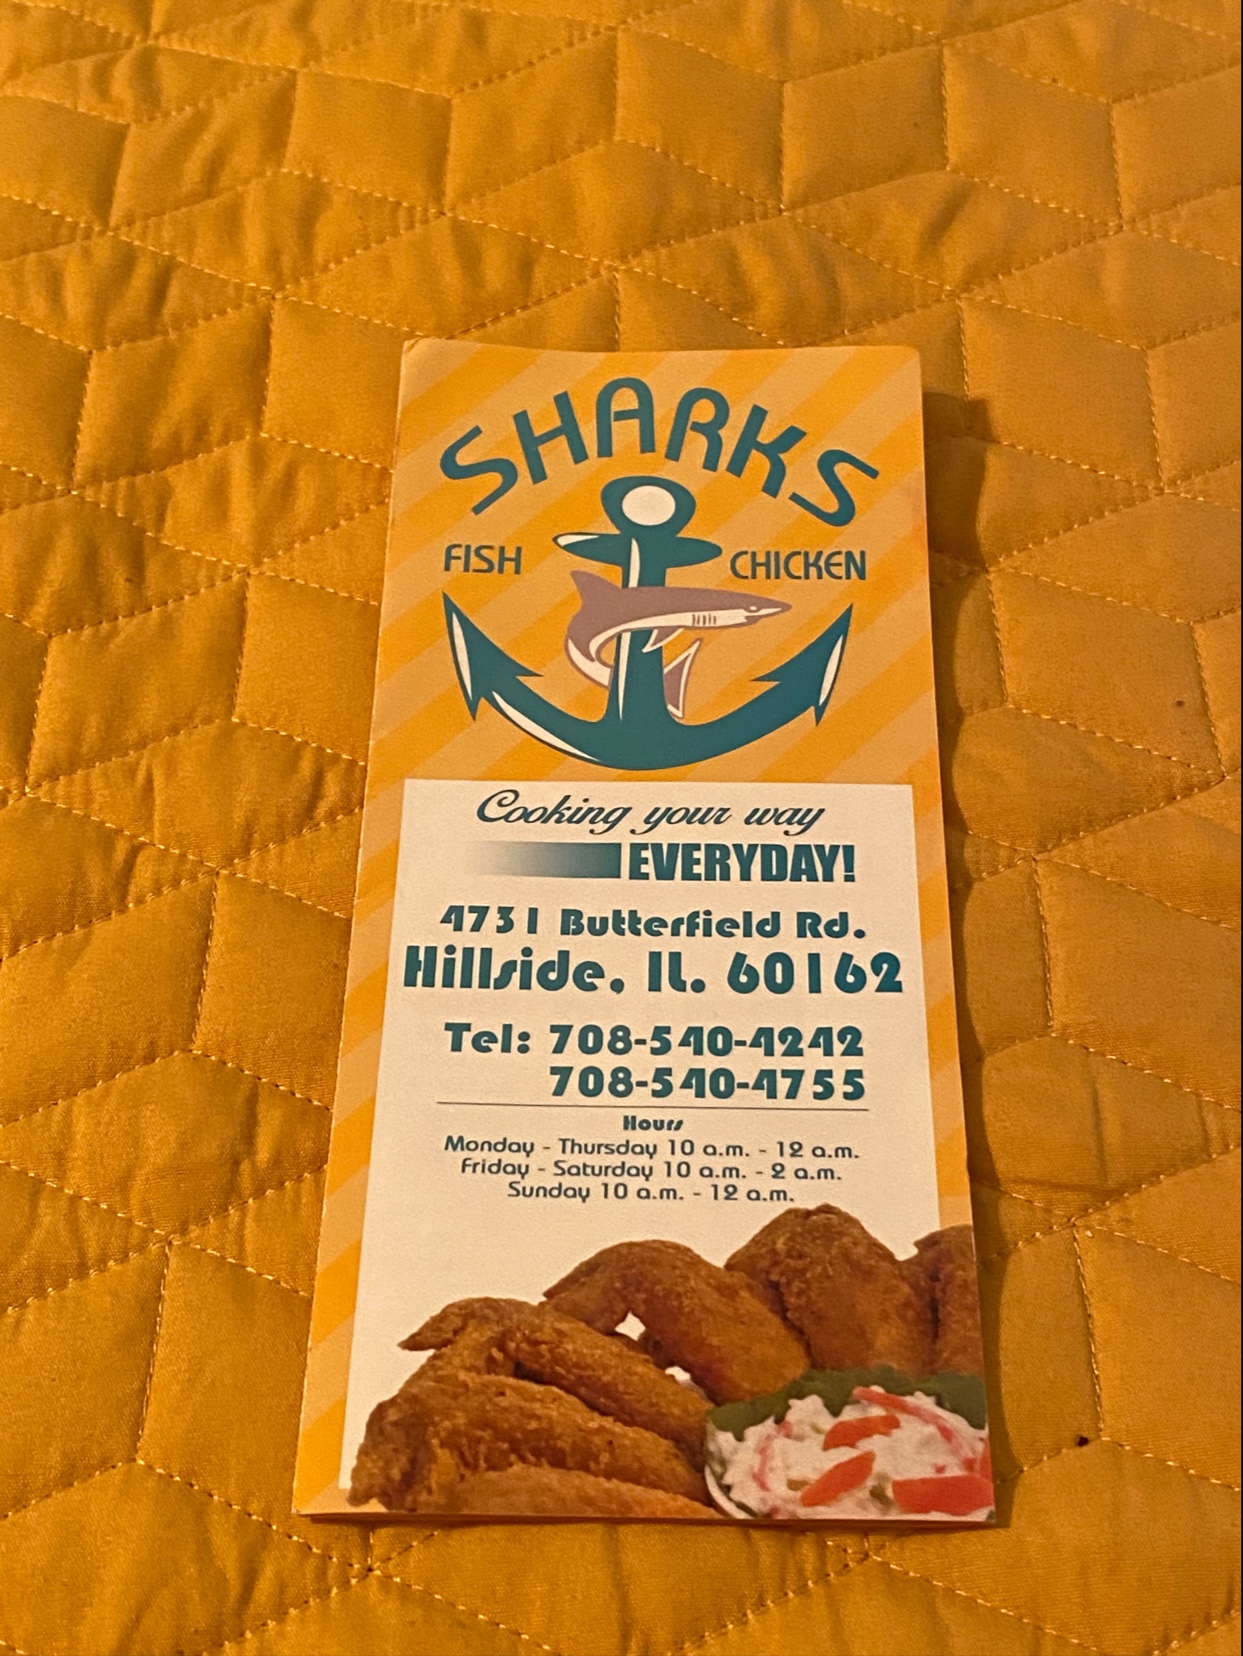 SHARKS
FISH CHICKEN
Cooking your way
EVERYDAY!
4731 Butterfield Rd.
Hillside, IL. 60162
Tel: 708-540-4242
708-540-4755
Hours
Monday - Thursday 10 a.m. - 12 a.m.
Friday - Saturday 10 a.m. - 2 a.m.
Sunday 10 a.m. - 12 a.m.